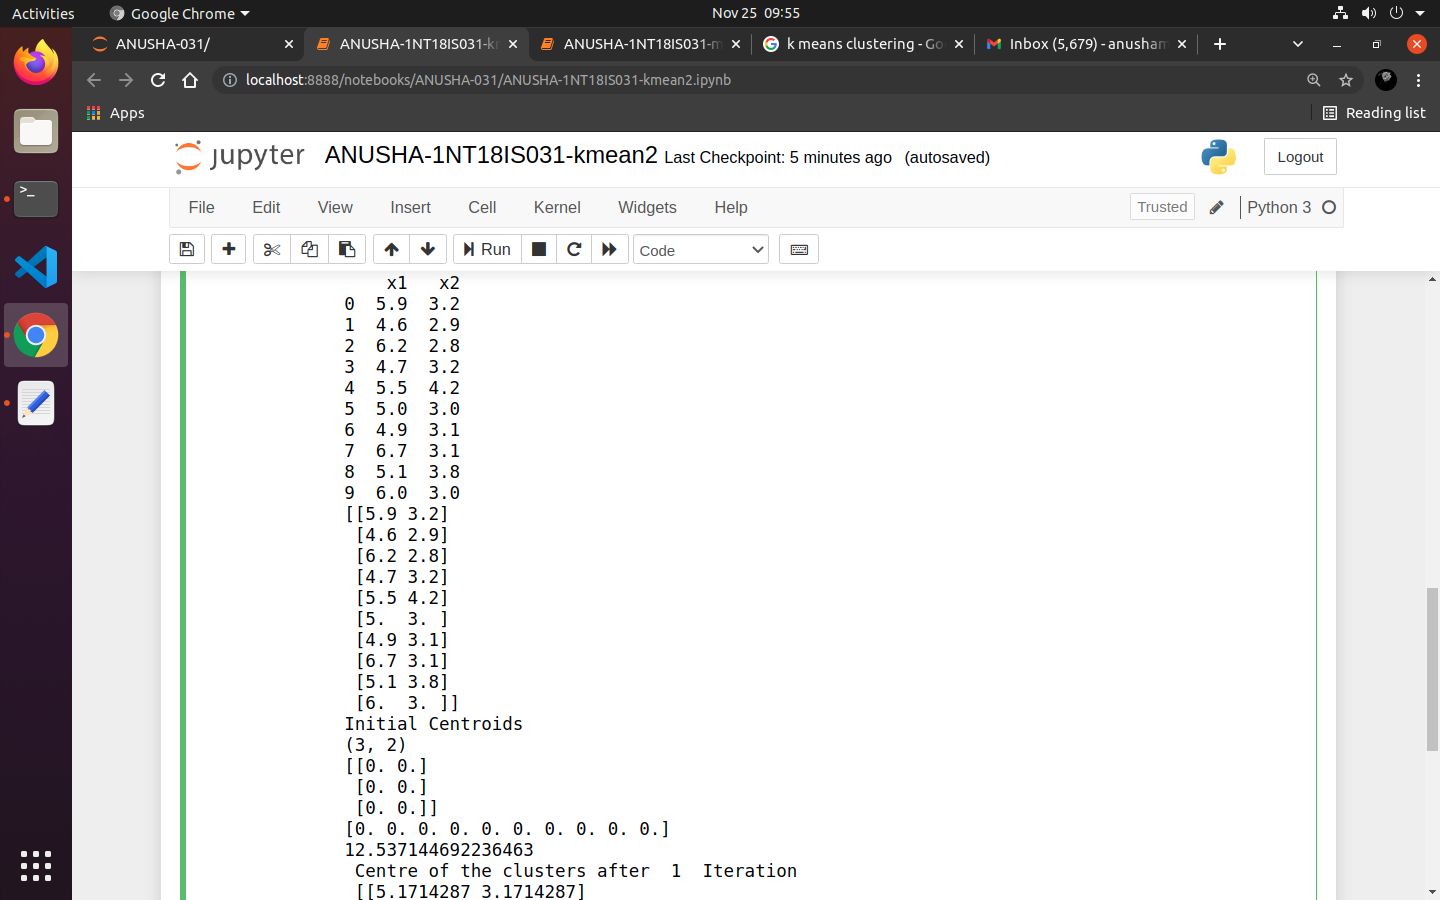 Activities Google Chrome Nov 25 09:55
ANUSHA-031/ ANUSHA-1NT18IS031-k ANUSHA-1NT18IS031-m k means clustering - Go Inbox (5,679) - anusham
localhost:8888/notebooks/ANUSHA-031/ANUSHA-1NT18IS031-kmean2.ipynb
Apps Reading list
jupyter ANUSHA-1NT18IS031-kmean2 Last Checkpoint: 5 minutes ago (autosaved) Logout
File Edit View Insert Cell Kernel Widgets Help Trusted Python 3
Run Code
x1 x2
0 5.9 3.2
1 4.6 2.9
2 6.2 2.8
3 4.7 3.2
4 5.5 4.2
5 5.0 3.0
6 4.9 3.1
7 6.7 3.1
8 5.1 3.8
9 6.0 3.0
[[5.9 3.2]
[4.6 2.9]
[6.2 2.8]
[4.7 3.2]
[5.5 4.2]
[5. 3. ]
[4.9 3.1]
[6.7 3.1]
[5.1 3.8]
[6. 3. ]]
Initial Centroids
(3, 2)
[[0. 0.]
[0. 0.]
[0. 0.]]
[0. 0. 0. 0. 0. 0. 0. 0. 0. 0.]
12.537144692236463
Centre of the clusters after 1 Iteration
[[5.1714287 3.1714287]